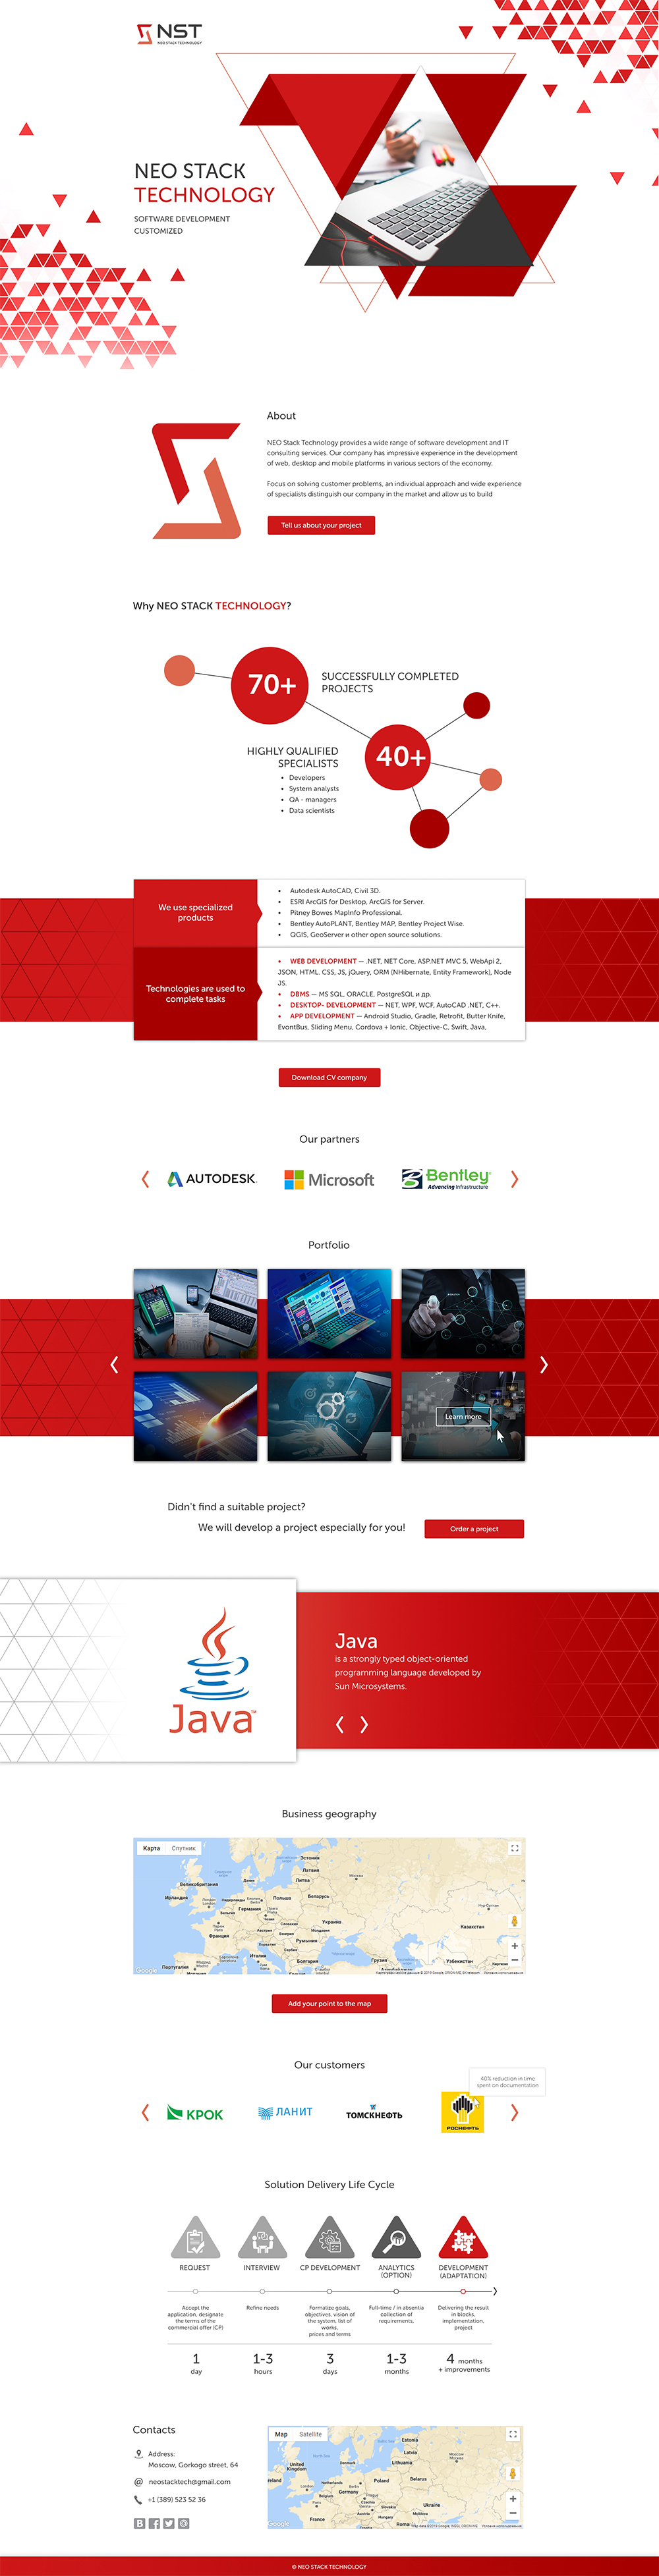 NST
NEO STACK TECHNOLOGY
NEO STACK
TECHNOLOGY
SOFTWARE DEVELOPMENT
CUSTOMIZED
About
NEO Stack Technology provides a wide range of software development and IT
consulting services. Our company has impressive experience in the development
of web, desktop and mobile platforms in various sectors of the economy.
Focus on solving customer problems, an individual approach and wide experience
of specialists distinguish our company in the market and allow us to build
Tell us about your project
Why NEO STACK TECHNOLOGY?
70+
SUCCESSFULLY COMPLETED
PROJECTS
40+
HIGHLY QUALIFIED
SPECIALISTS
• Developers
• System analysts
• QA - managers
• Data scientists
We use specialized
products
• Autodesk AutoCAD, Civil 3D.
• ESRI ArcGIS for Desktop, ArcGIS for Server.
• Pitney Bowes MapInfo Professional.
• Bentley AutoPLANT, Bentley MAP, Bentley Project Wise.
• QGIS, GeoServer и other open source solutions.
Technologies are used to
complete tasks
• WEB DEVELOPMENT — .NET, NET Core, ASP.NET MVC 5, WebApi 2,
JSON, HTML. CSS, JS, jQuery, ORM (NHibernate, Entity Framework), Node
JS.
• DBMS — MS SQL, ORACLE, PostgreSQL и др.
• DESKTOP- DEVELOPMENT — NET, WPF, WCF, AutoCAD .NET, C++.
• APP DEVELOPMENT — Android Studio, Gradle, Retrofit, Butter Knife,
EvontBus, Sliding Menu, Cordova + Ionic, Objective-C, Swift, Java,
Download CV company
Our partners
AUTODESK.
Microsoft
Bentley
Advancing Infrastructure
Portfolio
Learn more
Didn't find a suitable project?
We will develop a project especially for you!
Order a project
Java™
Java
is a strongly typed object-oriented
programming language developed by
Sun Microsystems.
Business geography
Карта Спутник
Эстония
Латвия
Литва
Москва
Великобритания
Ирландия
Польша
Беларусь
Германия
Украина
Казахстан
Франция
Румыния
Италия
Болгария
Грузия
Узбекистан
Португалия
Google
Add your point to the map
Our customers
40% reduction in time
spent on documentation
КРОК
ЛАНИТ
ТОМСКНЕФТЬ
РОСНЕФТЬ
Solution Delivery Life Cycle
REQUEST
INTERVIEW
CP DEVELOPMENT
ANALYTICS
(OPTION)
DEVELOPMENT
(ADAPTATION)
Accept the
application, designate
the terms of the
commercial offer (CP)
Refine needs
Formalize goals,
objectives, vision of
the system, list of
works,
prices and terms
Full-time / in absentia
collection of
requirements,
Delivering the result
in blocks,
implementation,
project
1
day
1-3
hours
3
days
1-3
months
4 months
+ improvements
Contacts
Address:
Moscow, Gorkogo street, 64
neostacktech@gmail.com
+1 (389) 523 52 36
Map Satellite
Estonia
Latvia
Lithuania
Moscow
United
Kingdom
Ireland
Poland
Belarus
Germany
Ukraine
France
Austria
Hungary
Italy
Google
© NEO STACK TECHNOLOGY